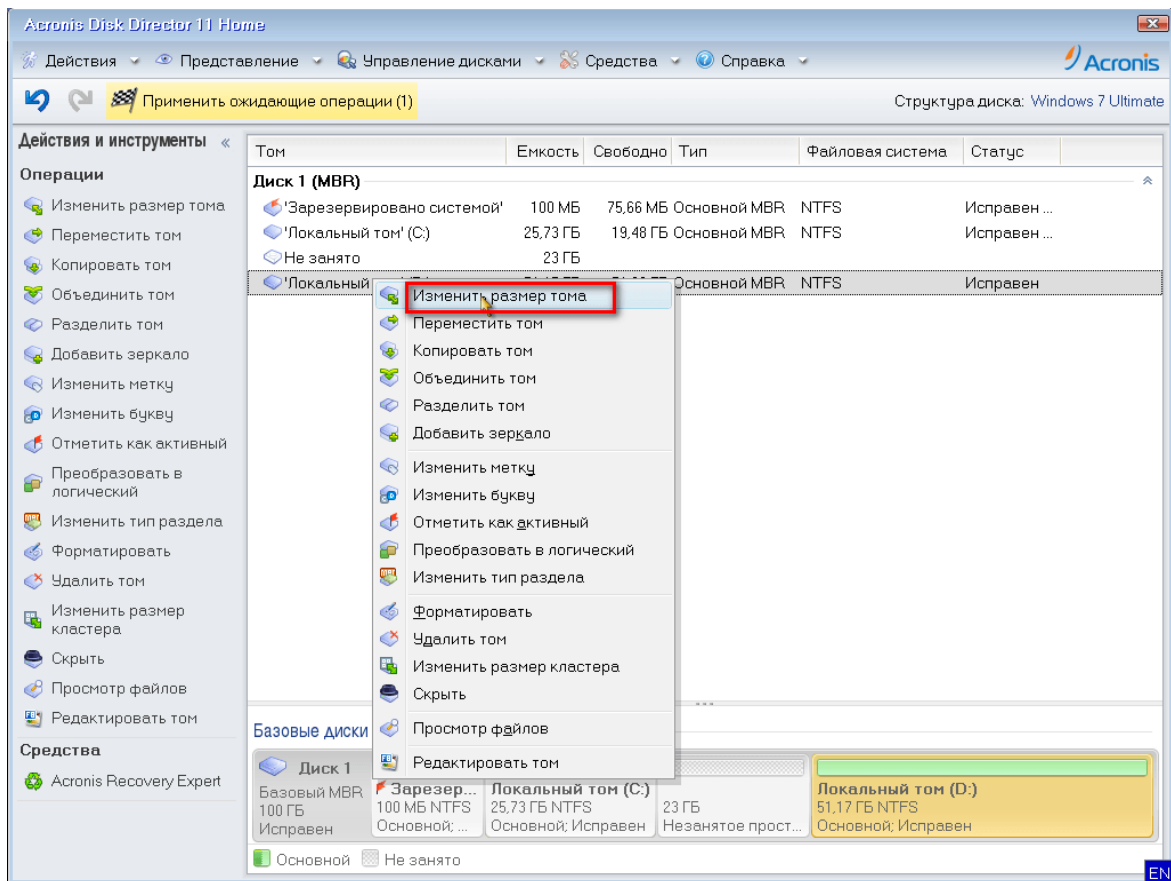 Acronis Disk Director 11 Home
Действия Представление Управление дисками Средства Справка Acronis
Применить ожидающие операции (1) Структура диска: Windows 7 Ultimate
Действия и инструменты «
Операции
Изменить размер тома
Переместить том
Копировать том
Объединить том
Разделить том
Добавить зеркало
Изменить метку
Изменить букву
Отметить как активный
Преобразовать в
логический
Изменить тип раздела
Форматировать
Удалить том
Изменить размер
кластера
Скрыть
Просмотр файлов
Редактировать том
Средства
Acronis Recovery Expert
Том Емкость Свободно Тип Файловая система Статус
Диск 1 (MBR)
'Зарезервировано системой' 100 МБ 75,66 МБ Основной MBR NTFS Исправен ...
'Локальный том' (C:) 25,73 ГБ 19,48 ГБ Основной MBR NTFS Исправен ...
Не занято 23 ГБ
'Локальный Основной MBR NTFS Исправен
Изменить размер тома
Переместить том
Копировать том
Объединить том
Разделить том
Добавить зеркало
Изменить метку
Изменить букву
Отметить как активный
Преобразовать в логический
Изменить тип раздела
Форматировать
Удалить том
Изменить размер кластера
Скрыть
Просмотр файлов
Редактировать том
Базовые диски
Диск 1
Базовый MBR
100 ГБ
Исправен
Зарезер...
100 МБ NTFS
Основной; ...
Локальный том (C:)
25,73 ГБ NTFS
Основной; Исправен
23 ГБ
Незанятое прост...
Локальный том (D:)
51,17 ГБ NTFS
Основной; Исправен
Основной Не занято
EN